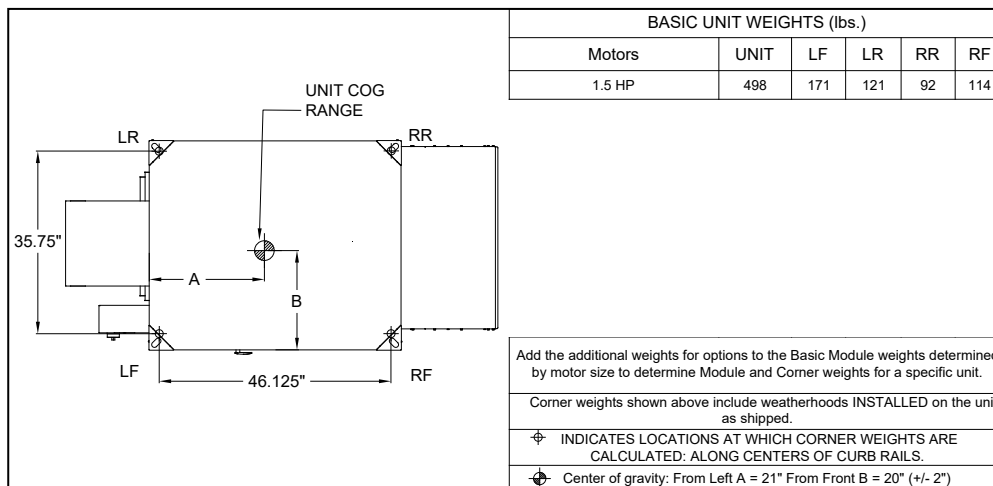 BASIC UNIT WEIGHTS (lbs.)
Motors UNIT LF LR RR RF
1.5 HP 498 171 121 92 114
UNIT COG
RANGE
LR
RR
35.75"
A
B
LF
46.125"
RF
Add the additional weights for options to the Basic Module weights determined
by motor size to determine Module and Corner weights for a specific unit.
Corner weights shown above include weatherhoods INSTALLED on the uni
as shipped.
INDICATES LOCATIONS AT WHICH CORNER WEIGHTS ARE
CALCULATED: ALONG CENTERS OF CURB RAILS.
Center of gravity: From Left A = 21" From Front B = 20" (+/- 2")